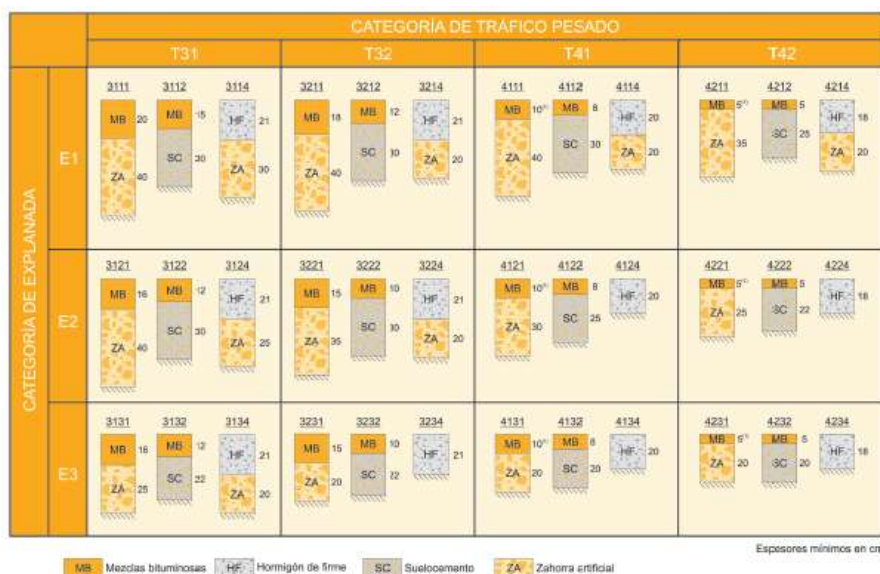 CATEGORÍA DE TRÁFICO PESADO
T31 T32 T41 T42
CATEGORÍA DE EXPLANADA
E1
3111 3112 3114 3211 3212 3214 4111 4112 4114 4211 4212 4214
MB 20 MB 15 HF 21 MB 18 MB 12 HF 21 MB 10⁽¹⁾ MB 8 HF 20 MB 5⁽¹⁾ MB 5 HF 18
ZA 40 SC 30 ZA 30 ZA 40 SC 30 ZA 20 ZA 40 SC 30 ZA 20 ZA 35 SC 25 ZA 20
E2
3121 3122 3124 3221 3222 3224 4121 4122 4124 4221 4222 4224
MB 16 MB 12 HF 21 MB 15 MB 10 HF 21 MB 10⁽¹⁾ MB 8 HF 20 MB 5⁽¹⁾ MB 5 HF 18
ZA 40 SC 30 ZA 25 ZA 35 SC 30 ZA 20 ZA 30 SC 25 ZA 25 SC 22
E3
3131 3132 3134 3231 3232 3234 4131 4132 4134 4231 4232 4234
MB 16 MB 12 HF 21 MB 15 MB 10 HF 21 MB 10⁽¹⁾ MB 8 HF 20 MB 5⁽¹⁾ MB 5 HF 18
ZA 25 SC 22 ZA 20 ZA 20 SC 22 ZA 20 SC 20 ZA 20 SC 20
Espesores mínimos en cm
MB Mezclas bituminosas HF Hormigón de firme SC Suelocemento ZA Zahorra artificial